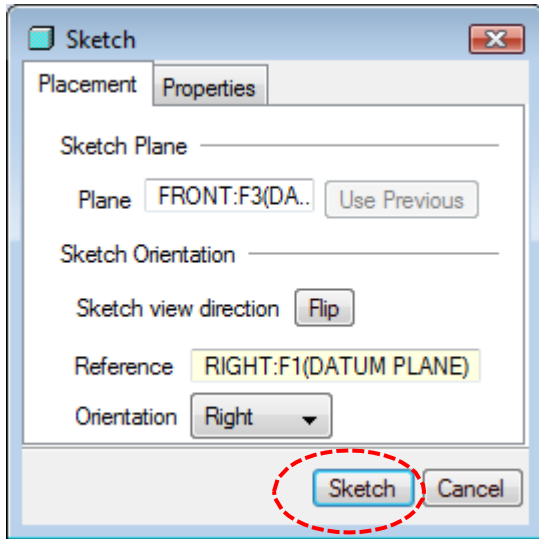 Sketch
Placement Properties
Sketch Plane
Plane FRONT:F3(DA.. Use Previous
Sketch Orientation
Sketch view direction Flip
Reference RIGHT:F1(DATUM PLANE)
Orientation Right
Sketch Cancel